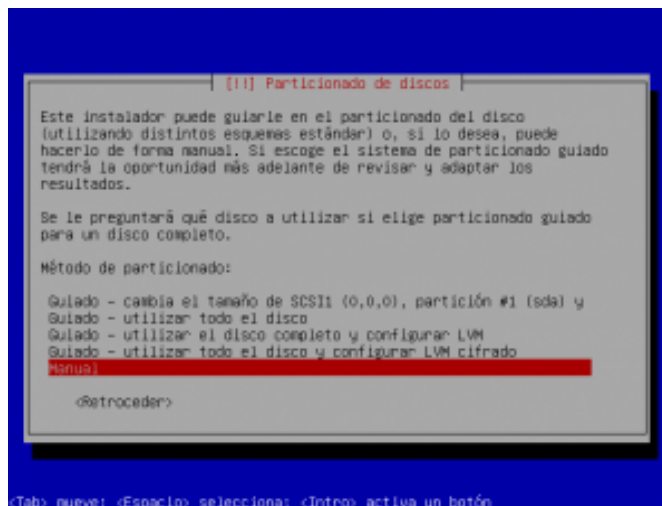 [!!] Particionado de discos
Este instalador puede guiarle en el particionado del disco
(utilizando distintos esquemas estándar) o, si lo desea, puede
hacerlo de forma manual. Si escoge el sistema de particionado guiado
tendrá la oportunidad más adelante de revisar y adaptar los
resultados.
Se le preguntará qué disco a utilizar si elige particionado guiado
para un disco completo.
Método de particionado:
Guiado - cambia el tamaño de SCSI1 (0,0,0), partición #1 (sda) y
Guiado - utilizar todo el disco
Guiado - utilizar el disco completo y configurar LVM
Guiado - utilizar todo el disco y configurar LVM cifrado
Manual
<Retroceder>
<Tab> mueve; <Espacio> selecciona; <Intro> activa un botón